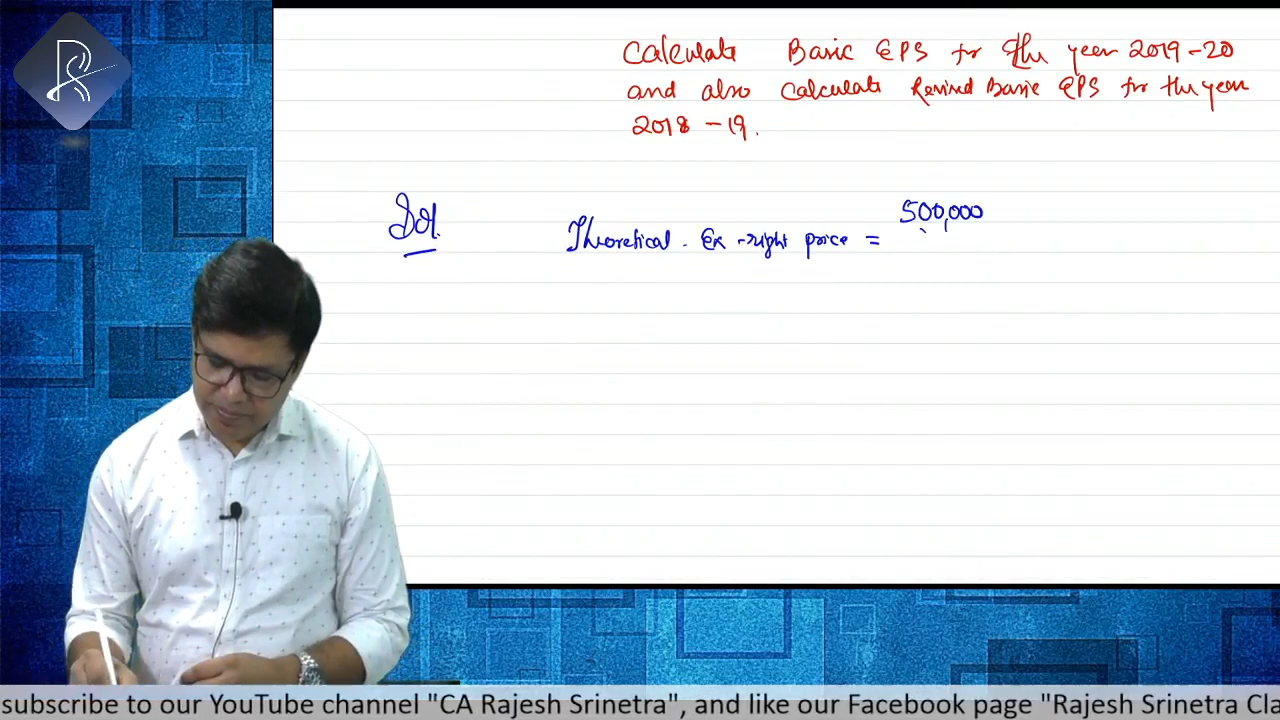 Calculate Basic EPS for the year 2019-20
and also calculate Revised Basic EPS for the year
2018-19.
Sol.
500,000
Theoretical Ex-right price =
subscribe to our YouTube channel "CA Rajesh Srinetra", and like our Facebook page "Rajesh Srinetra Cla
RS